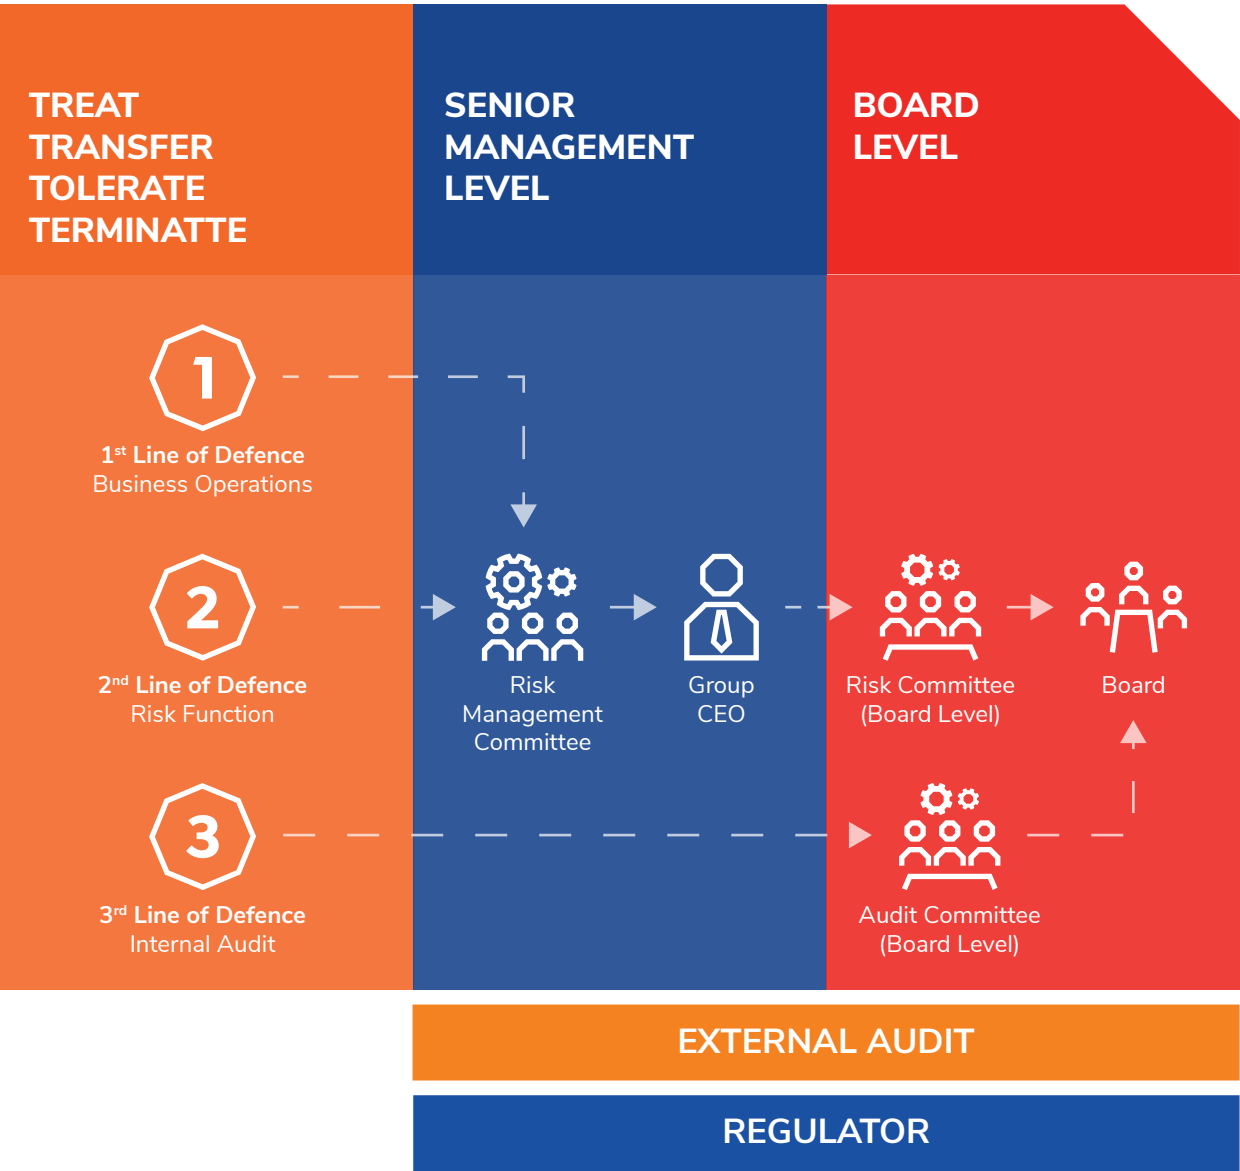 TREAT
TRANSFER
TOLERATE
TERMINATTE
SENIOR
MANAGEMENT
LEVEL
BOARD
LEVEL
1
1st Line of Defence
Business Operations
2
2nd Line of Defence
Risk Function
Risk
Management
Committee
Group
CEO
Risk Committee
(Board Level)
Board
3
3rd Line of Defence
Internal Audit
Audit Committee
(Board Level)
EXTERNAL AUDIT
REGULATOR